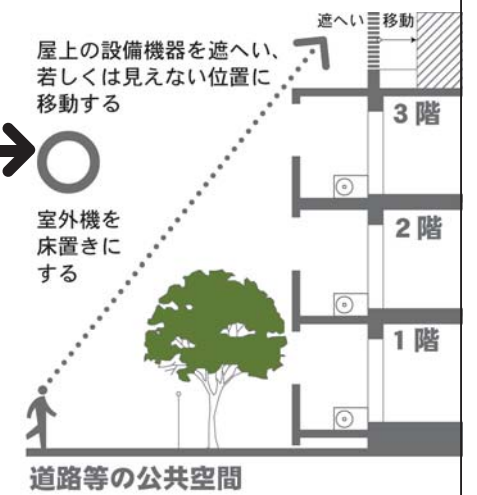 遮へい 移動
屋上の設備機器を遮へい、
若しくは見えない位置に
移動する
3階
室外機を
床置きに
する
2階
1階
道路等の公共空間